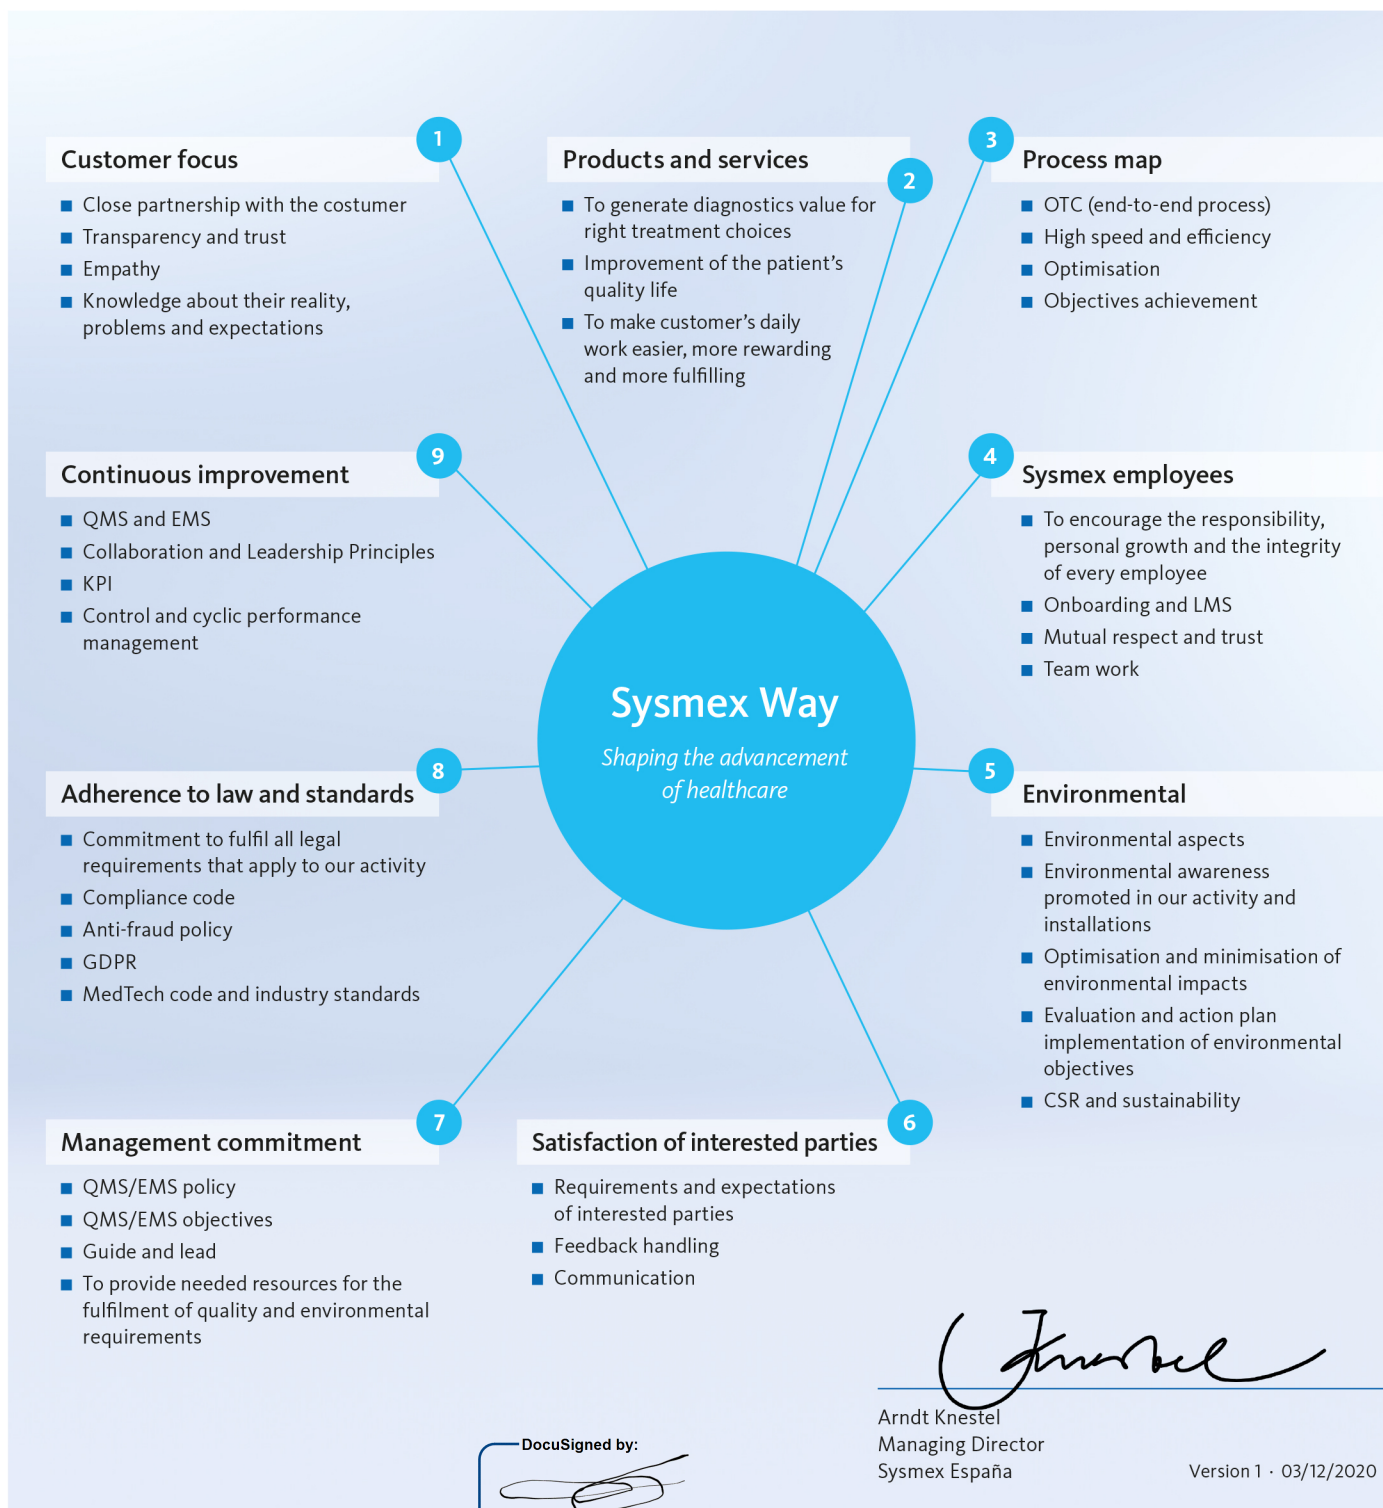 1
Customer focus
Close partnership with the costumer
Transparency and trust
Empathy
Knowledge about their reality,
problems and expectations
2
Products and services
To generate diagnostics value for
right treatment choices
Improvement of the patient’s
quality life
To make customer’s daily
work easier, more rewarding
and more fulfilling
3
Process map
OTC (end-to-end process)
High speed and efficiency
Optimisation
Objectives achievement
4
Sysmex employees
To encourage the responsibility,
personal growth and the integrity
of every employee
Onboarding and LMS
Mutual respect and trust
Team work
9
Continuous improvement
QMS and EMS
Collaboration and Leadership Principles
KPI
Control and cyclic performance
management
Sysmex Way
Shaping the advancement
of healthcare
5
Environmental
Environmental aspects
Environmental awareness
promoted in our activity and
installations
Optimisation and minimisation of
environmental impacts
Evaluation and action plan
implementation of environmental
objectives
CSR and sustainability
8
Adherence to law and standards
Commitment to fulfil all legal
requirements that apply to our activity
Compliance code
Anti-fraud policy
GDPR
MedTech code and industry standards
7
Management commitment
QMS/EMS policy
QMS/EMS objectives
Guide and lead
To provide needed resources for the
fulfilment of quality and environmental
requirements
6
Satisfaction of interested parties
Requirements and expectations
of interested parties
Feedback handling
Communication
Arndt Knestel
Managing Director
Sysmex España
Version 1 · 03/12/2020
DocuSigned by: